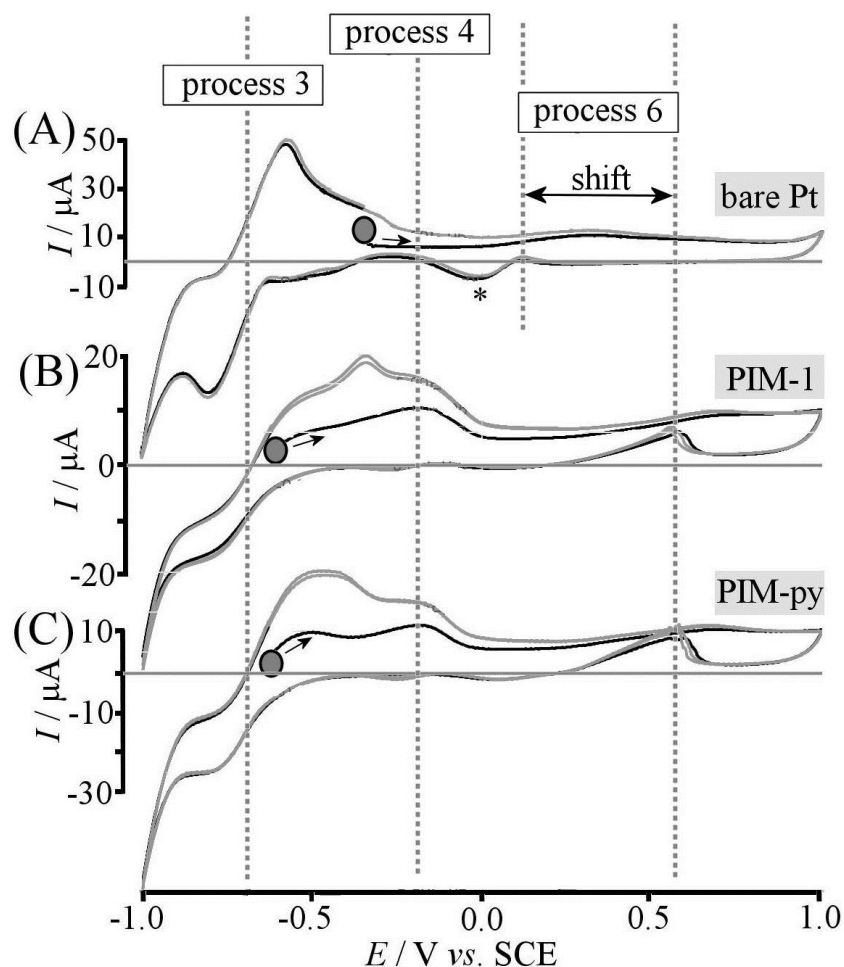 process 4
process 3
process 6
(A)
50
30
10
-10
I / μA
shift
bare Pt
*
(B)
20
0
-20
I / μA
PIM-1
(C)
10
-10
-30
I / μA
PIM-py
-1.0 -0.5 0.0 0.5 1.0
E / V vs. SCE